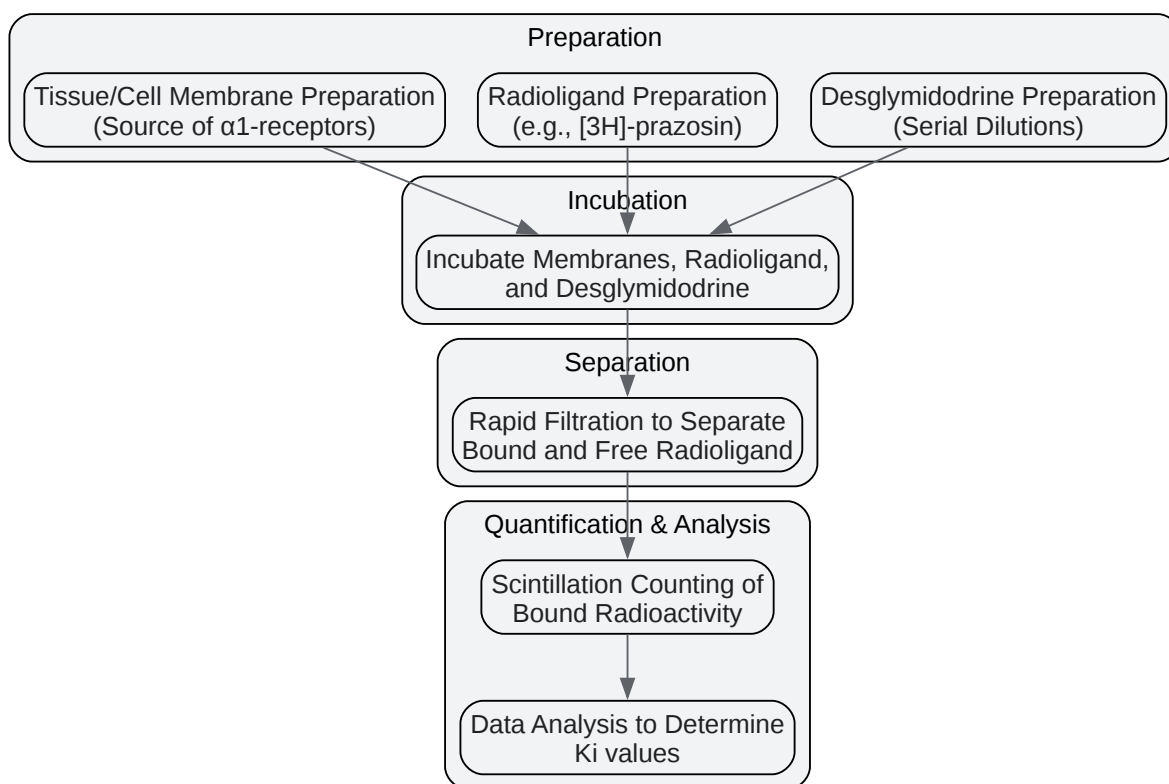 Preparation
Tissue/Cell Membrane Preparation
(Source of α1-receptors)
Radioligand Preparation
(e.g., [3H]-prazosin)
Desglymidodrine Preparation
(Serial Dilutions)
Incubation
Incubate Membranes, Radioligand,
and Desglymidodrine
Separation
Rapid Filtration to Separate
Bound and Free Radioligand
Quantification & Analysis
Scintillation Counting of
Bound Radioactivity
Data Analysis to Determine
Ki values